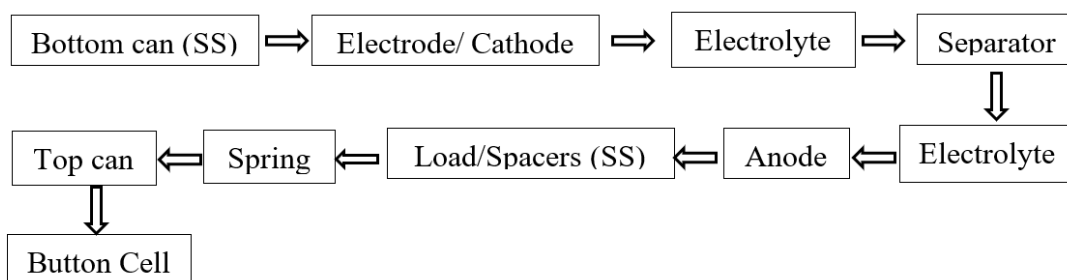 Bottom can (SS)
Electrode/ Cathode
Electrolyte
Separator
Electrolyte
Anode
Load/Spacers (SS)
Spring
Top can
Button Cell